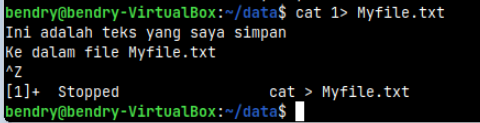 bendry@bendry-VirtualBox:~/data$ cat 1> Myfile.txt
Ini adalah teks yang saya simpan
Ke dalam file Myfile.txt
^Z
[1]+  Stopped                 cat > Myfile.txt
bendry@bendry-VirtualBox:~/data$